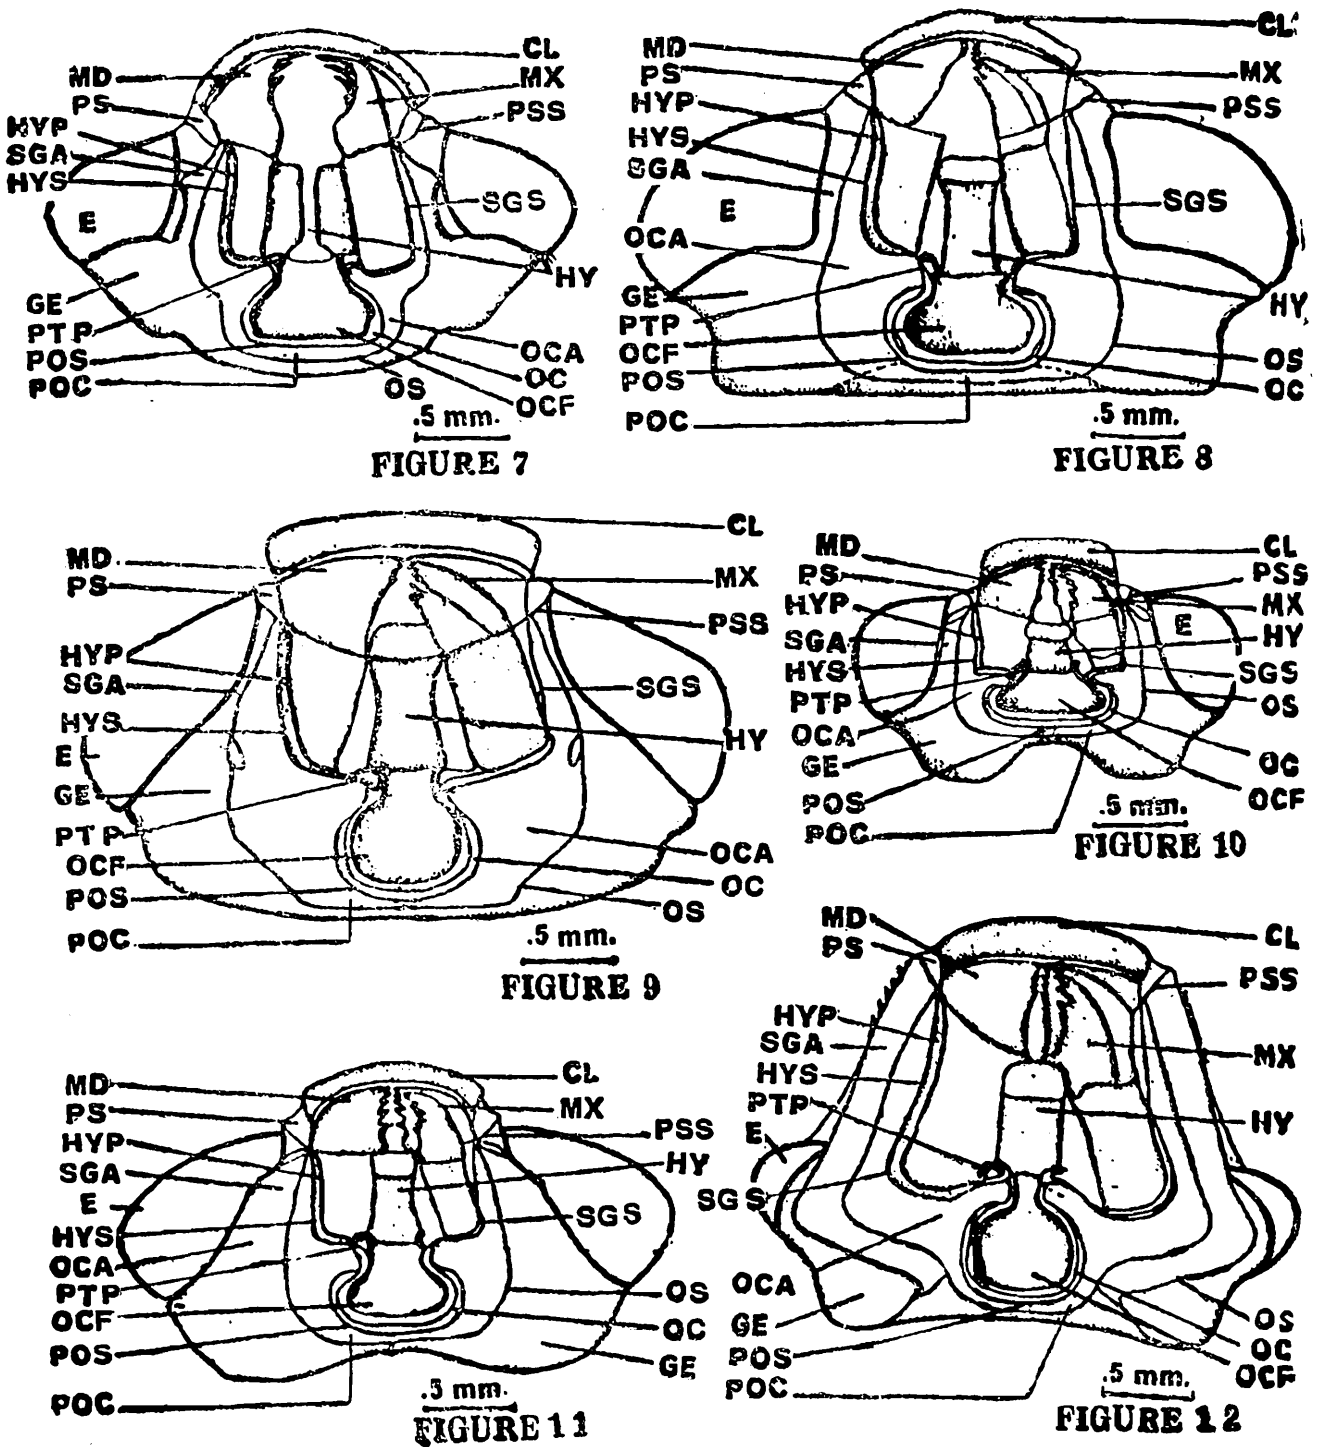 MD
PS
HYP
SGA
HYS
E
GE
PTP
POS
POC
CL
MX
PSS
SGS
HY
OCA
OC
OCF
OS
.5 mm.
FIGURE 7
MD
PS
HYP
HYS
SGA
E
OCA
GE
PTP
OCF
POS
POC
CL
MX
PSS
SGS
HY
OS
OC
.5 mm.
FIGURE 8
MD
PS
HYP
SGA
HYS
E
GE
PTP
OCF
POS
POC
CL
MX
PSS
SGS
HY
OCA
OC
OS
.5 mm.
FIGURE 9
MD
PS
HYP
SGA
HYS
PTP
OCA
GE
POS
POC
CL
PSS
MX
E
HY
SGS
OS
OC
OCF
.5 mm.
FIGURE 10
MD
PS
HYP
SGA
E
HYS
OCA
PTP
OCF
POS
POC
CL
MX
PSS
HY
SGS
OS
OC
GE
.5 mm.
FIGURE 11
MD
PS
HYP
SGA
HYS
PTP
E
SGS
OCA
GE
POS
POC
CL
PSS
MX
HY
OS
OC
OCF
.5 mm.
FIGURE 12